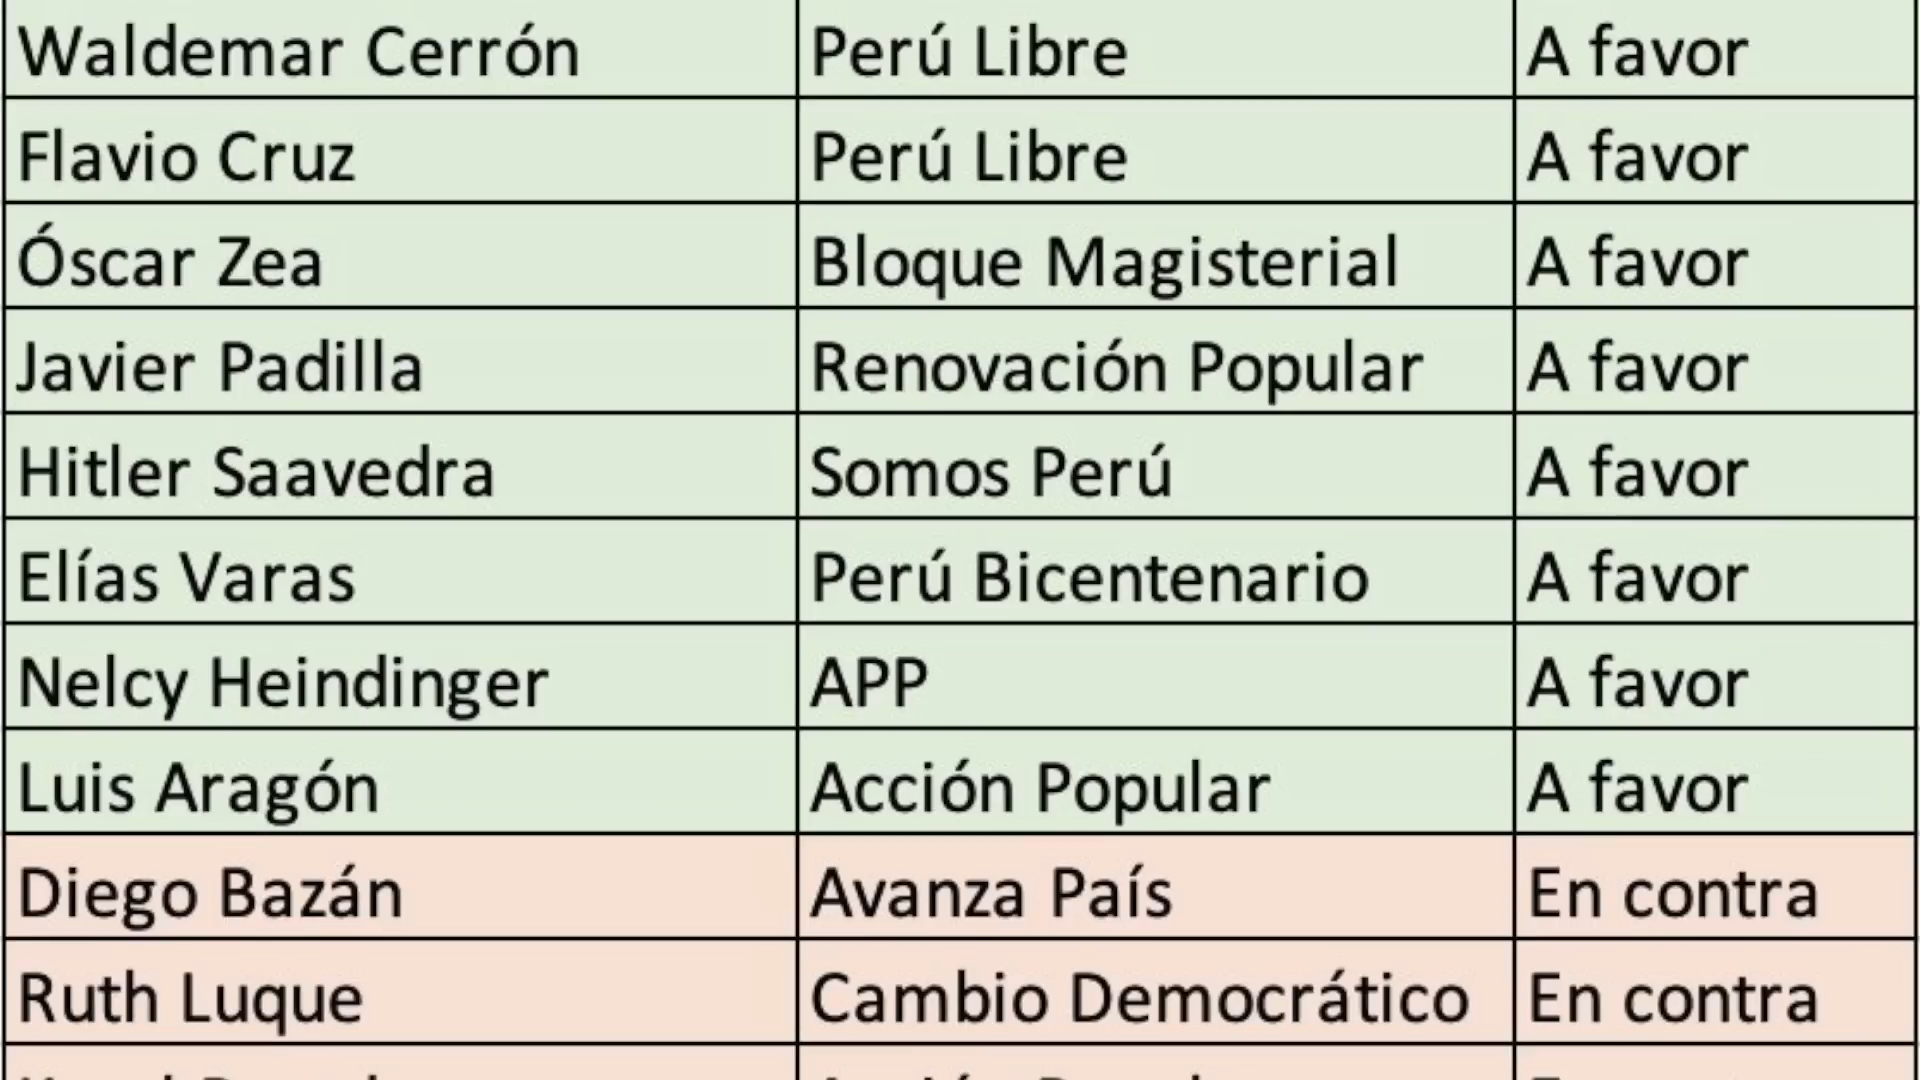 Waldemar Cerrón Perú Libre A favor
Flavio Cruz Perú Libre A favor
Óscar Zea Bloque Magisterial A favor
Javier Padilla Renovación Popular A favor
Hitler Saavedra Somos Perú A favor
Elías Varas Perú Bicentenario A favor
Nelcy Heindinger APP A favor
Luis Aragón Acción Popular A favor
Diego Bazán Avanza País En contra
Ruth Luque Cambio Democrático En contra